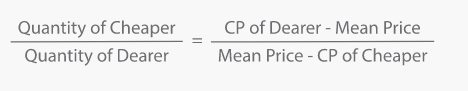 Quantity of Cheaper
Quantity of Dearer
=
CP of Dearer - Mean Price
Mean Price - CP of Cheaper